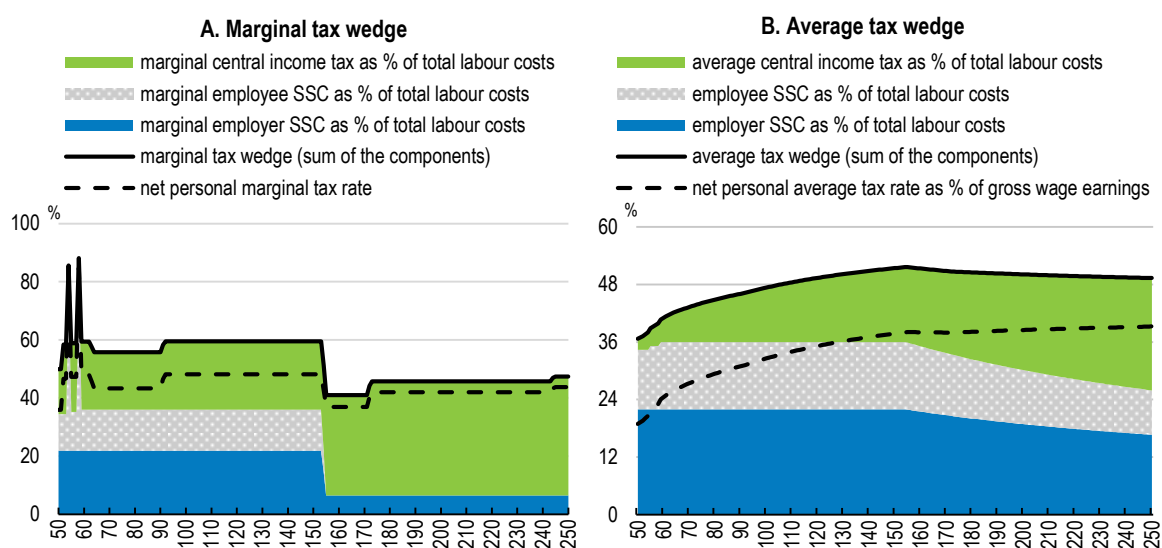 A. Marginal tax wedge
marginal central income tax as % of total labour costs
marginal employee SSC as % of total labour costs
marginal employer SSC as % of total labour costs
marginal tax wedge (sum of the components)
net personal marginal tax rate
%
100
80
60
40
20
0
50 60 70 80 90 100 110 120 130 140 150 160 170 180 190 200 210 220 230 240 250
B. Average tax wedge
average central income tax as % of total labour costs
employee SSC as % of total labour costs
employer SSC as % of total labour costs
average tax wedge (sum of the components)
net personal average tax rate as % of gross wage earnings
%
60
48
36
24
12
0
50 60 70 80 90 100 110 120 130 140 150 160 170 180 190 200 210 220 230 240 250